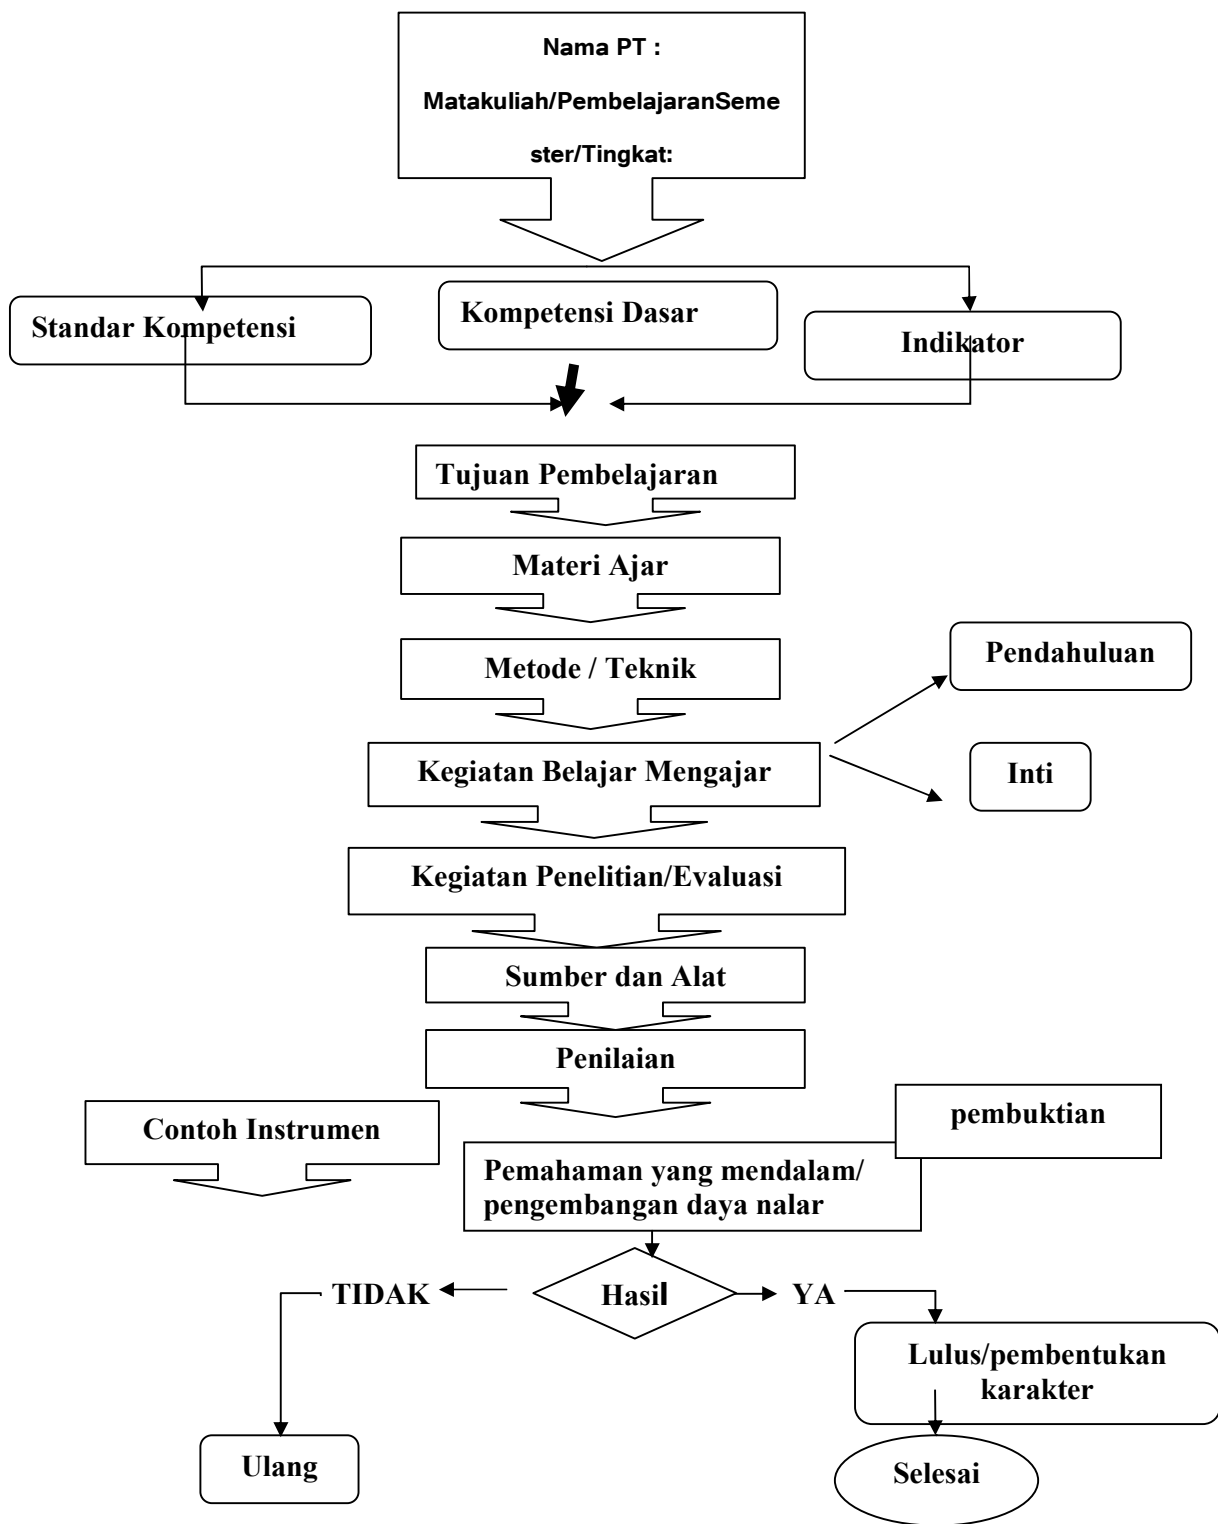 Nama PT :
Matakuliah/PembelajaranSeme
ster/Tingkat:
Standar Kompetensi
Kompetensi Dasar
Indikator
Tujuan Pembelajaran
Materi Ajar
Metode / Teknik
Pendahuluan
Kegiatan Belajar Mengajar
Inti
Kegiatan Penelitian/Evaluasi
Sumber dan Alat
Penilaian
Contoh Instrumen
pembuktian
Pemahaman yang mendalam/
pengembangan daya nalar
TIDAK
Hasil
YA
Lulus/pembentukan
karakter
Ulang
Selesai